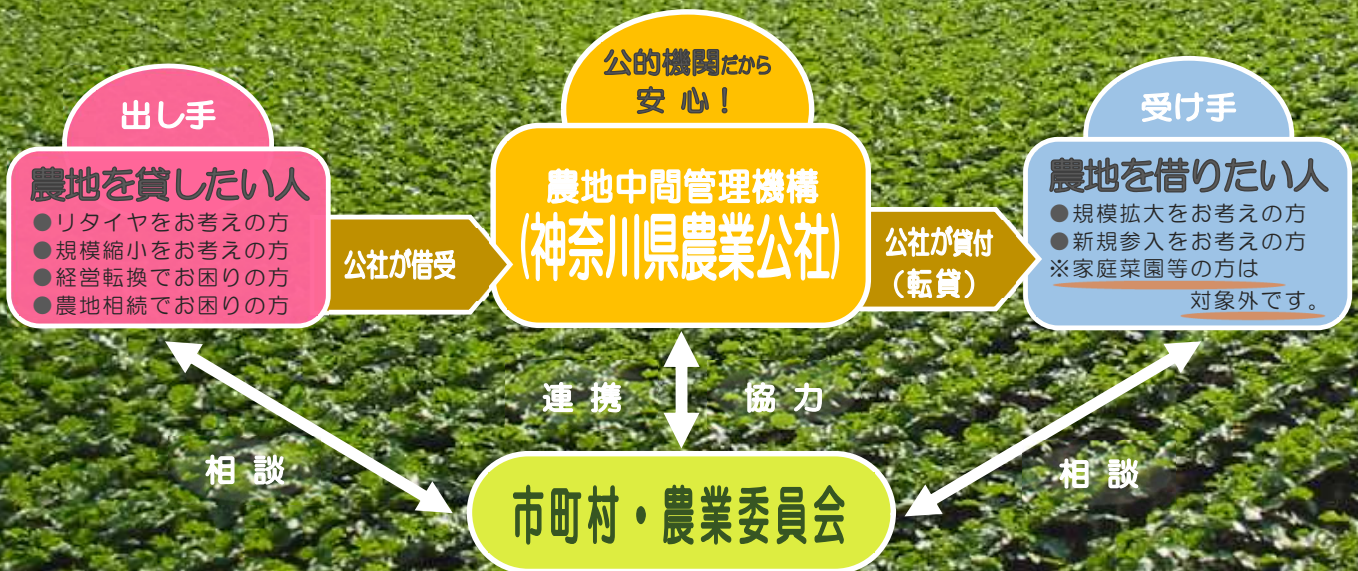 出し手
農地を貸したい人
●リタイヤをお考えの方
●規模縮小をお考えの方
●経営転換でお困りの方
●農地相続でお困りの方
公社が借受
公的機関だから
安心！
農地中間管理機構
(神奈川県農業公社)
公社が貸付
（転貸）
受け手
農地を借りたい人
●規模拡大をお考えの方
●新規参入をお考えの方
※家庭菜園等の方は
対象外です。
連携
協力
相談
相談
市町村・農業委員会